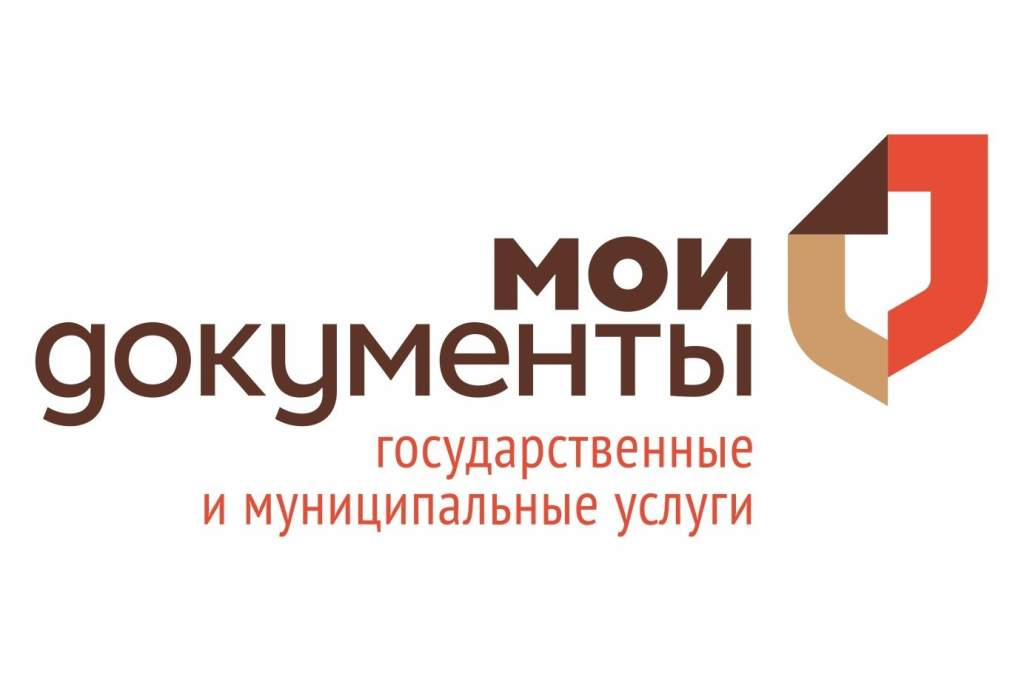 мои
документы
государственные
и муниципальные услуги